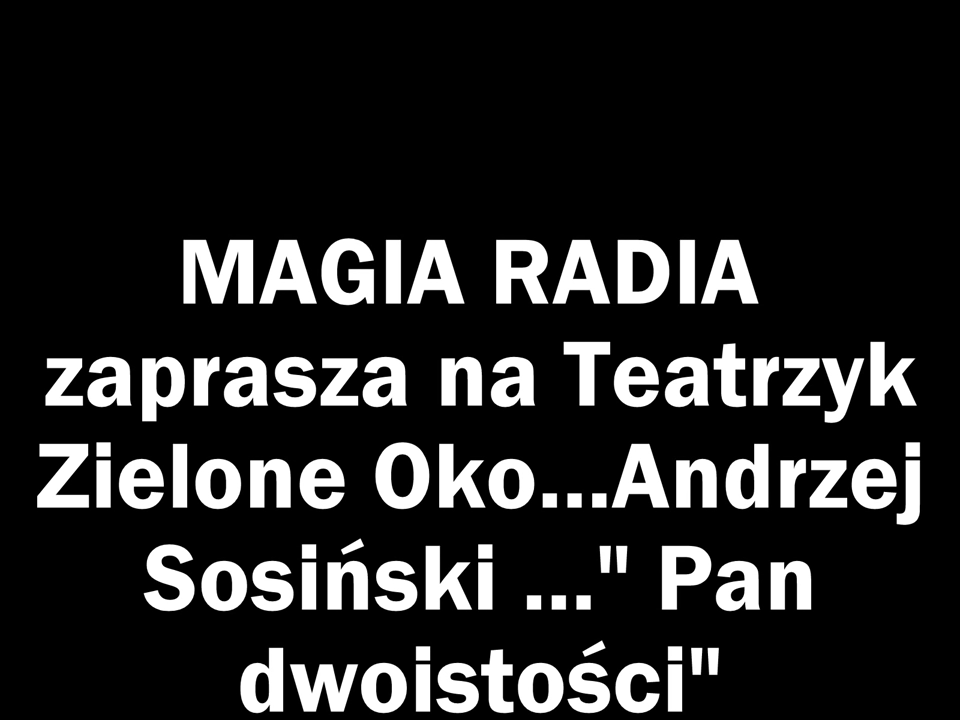 MAGIA RADIA
zaprasza na Teatrzyk
Zielone Oko...Andrzej
Sosiński ..." Pan
dwoistości"